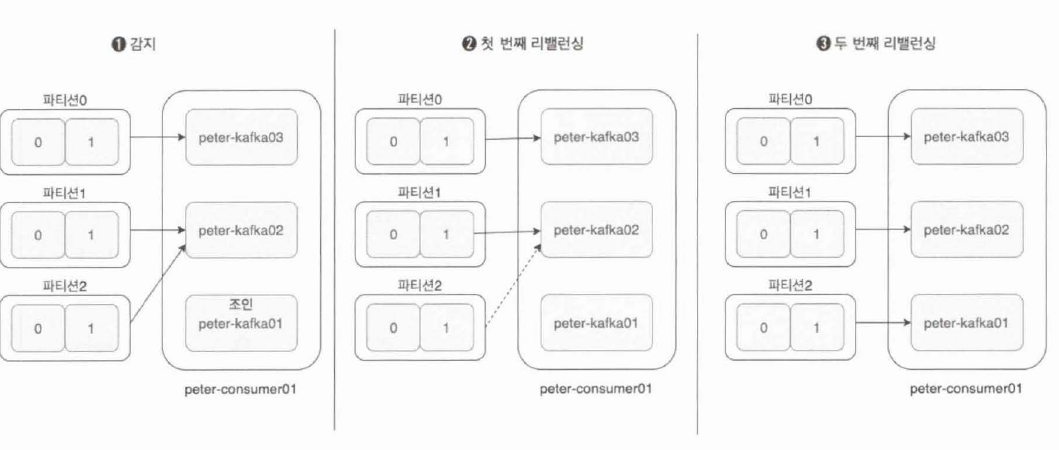 ❶ 감지
파티션0
0 1
peter-kafka03
파티션1
0 1
peter-kafka02
파티션2
0 1
조인
peter-kafka01
peter-consumer01
❷ 첫 번째 리밸런싱
파티션0
0 1
peter-kafka03
파티션1
0 1
peter-kafka02
파티션2
0 1
peter-kafka01
peter-consumer01
❸ 두 번째 리밸런싱
파티션0
0 1
peter-kafka03
파티션1
0 1
peter-kafka02
파티션2
0 1
peter-kafka01
peter-consumer01